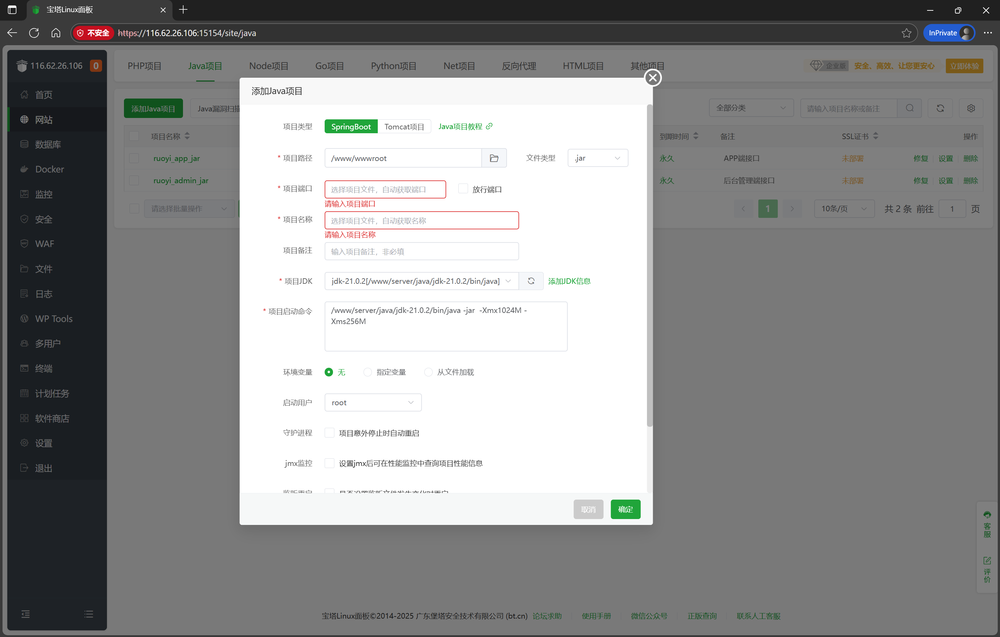 宝塔Linux面板
不安全 https://116.62.26.106:15154/site/java
InPrivate
116.62.26.106 0
首页
网站
数据库
Docker
监控
安全
WAF
文件
日志
WP Tools
多用户
终端
计划任务
软件商店
设置
退出
PHP项目 Java项目 Node项目 Go项目 Python项目 Net项目 反向代理 HTML项目 其他项目
企业版 安全、高效、让您更安心 立即体验
添加Java项目 Java漏洞扫描
全部分类 请输入项目名称或备注
项目名称 到期时间 备注 SSL证书 操作
ruoyi_app_jar 永久 APP端接口 未部署 修复 设置 删除
ruoyi_admin_jar 永久 后台管理端接口 未部署 修复 设置 删除
请选择批量操作
1 10条/页 共 2 条 前往 1 页
添加Java项目
项目类型 SpringBoot Tomcat项目 Java项目教程
* 项目路径 /www/wwwroot 文件类型 .jar
* 项目端口 选择项目文件，自动获取端口 放行端口
请输入项目端口
* 项目名称 选择项目文件，自动获取名称
请输入项目名称
项目备注 输入项目备注，非必填
* 项目JDK jdk-21.0.2[/www/server/java/jdk-21.0.2/bin/java] 添加JDK信息
* 项目启动命令 /www/server/java/jdk-21.0.2/bin/java -jar  -Xmx1024M -
Xms256M
环境变量 无 指定变量 从文件加载
启动用户 root
守护进程 项目意外停止时自动重启
jmx监控 设置jmx后可在性能监控中查询项目性能信息
监听重启 是否设置监听文件发生变化时重启
取消 确定
客服
评价
宝塔Linux面板©2014-2025 广东堡塔安全技术有限公司 (bt.cn) 论坛求助 使用手册 微信公众号 正版查询 联系人工客服